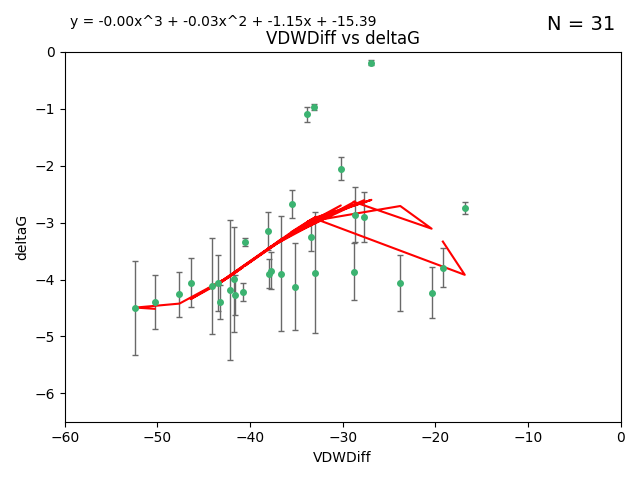 y = -0.00x^3 + -0.03x^2 + -1.15x + -15.39
N = 31
VDWDiff vs deltaG
0
−1
−2
−3
−4
−5
−6
deltaG
−60 −50 −40 −30 −20 −10 0
VDWDiff